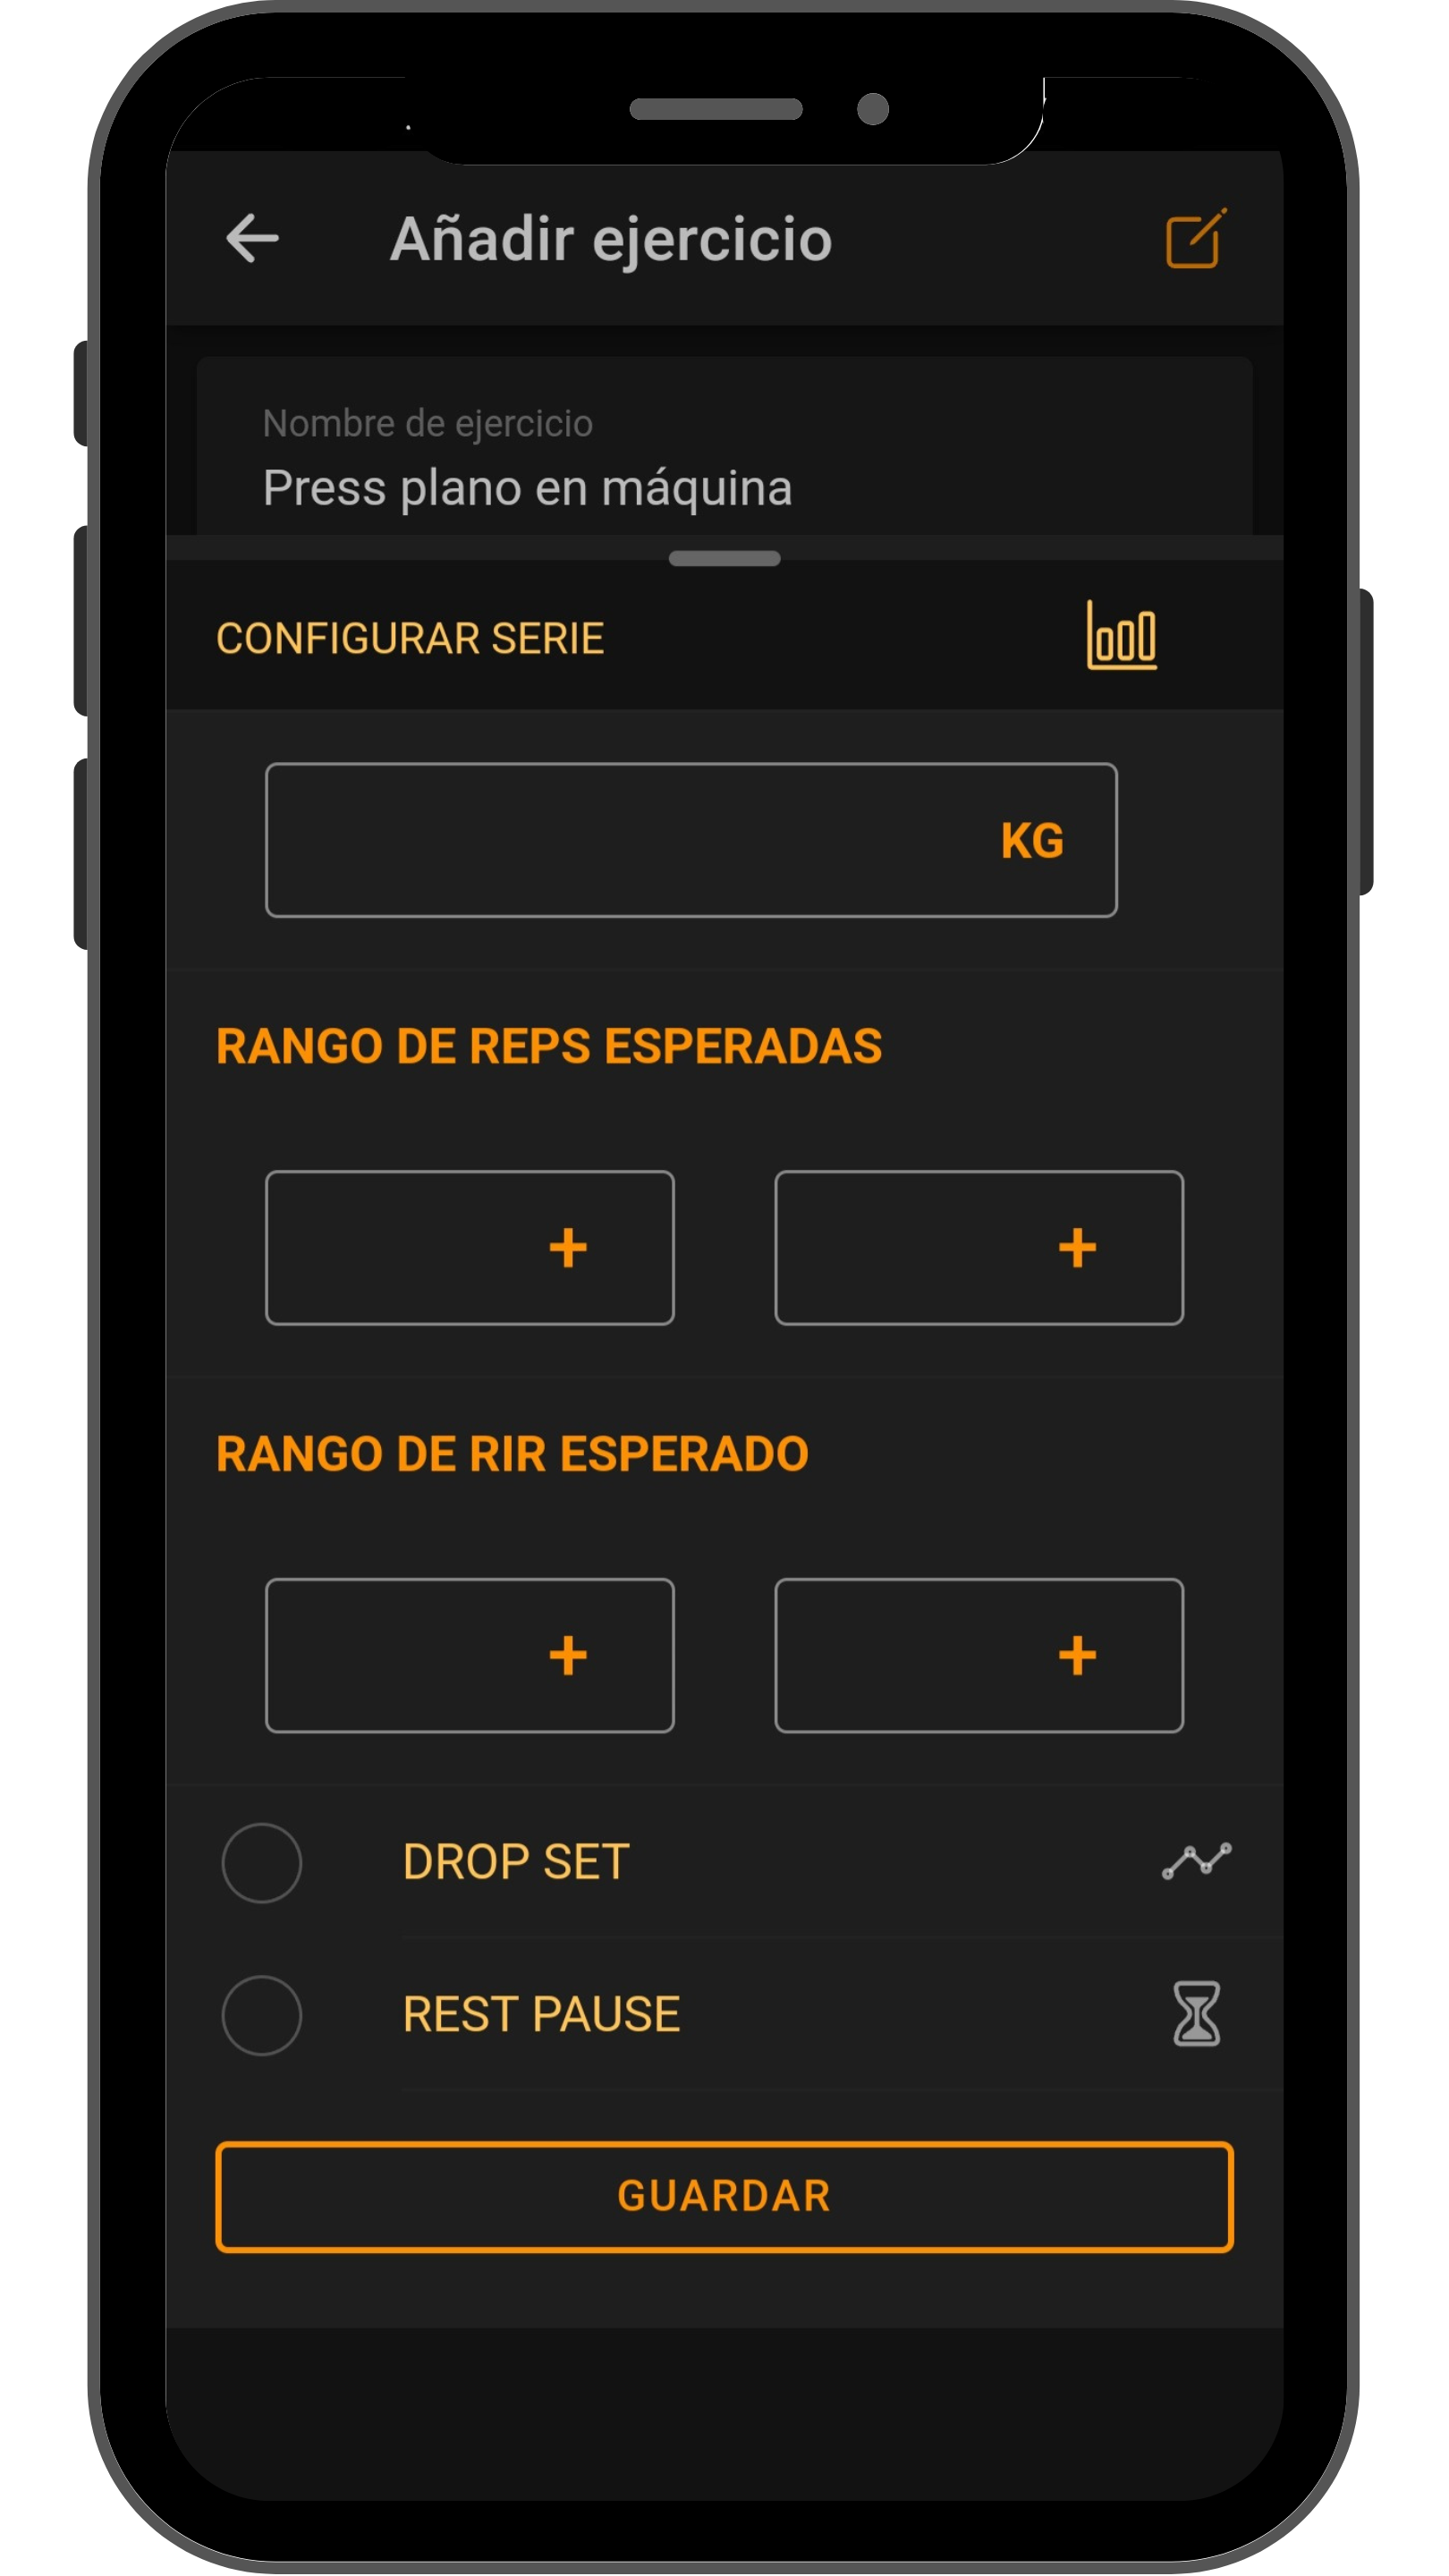 Añadir ejercicio
Nombre de ejercicio
Press plano en máquina
CONFIGURAR SERIE
KG
RANGO DE REPS ESPERADAS
+ +
RANGO DE RIR ESPERADO
+ +
DROP SET
REST PAUSE
GUARDAR